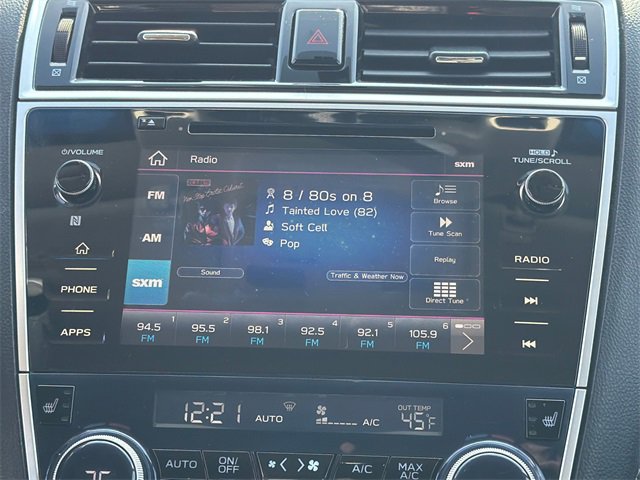 ⏻/VOLUME
HOLD ♪
TUNE/SCROLL
Radio
sxm
FM
AM
sxm
8 / 80s on 8
Tainted Love (82)
Soft Cell
Pop
Sound
Traffic & Weather Now
Browse
Tune Scan
Replay
Direct Tune
1 2 3 4 5 6
94.5 95.5 98.1 92.5 92.1 105.9
FM FM FM FM FM FM
PHONE
APPS
RADIO
12:21 AUTO A/C
OUT TEMP
45°F
AUTO
ON/
OFF
A/C
MAX
A/C